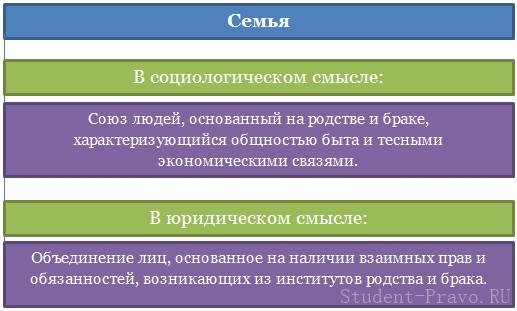 Семья
В социологическом смысле:
Союз людей, основанный на родстве и браке,
характеризующийся общностью быта и тесными
экономическими связями.
В юридическом смысле:
Объединение лиц, основанное на наличии взаимных прав и
обязанностей, возникающих из институтов родства и брака.
Student-Pravo.RU